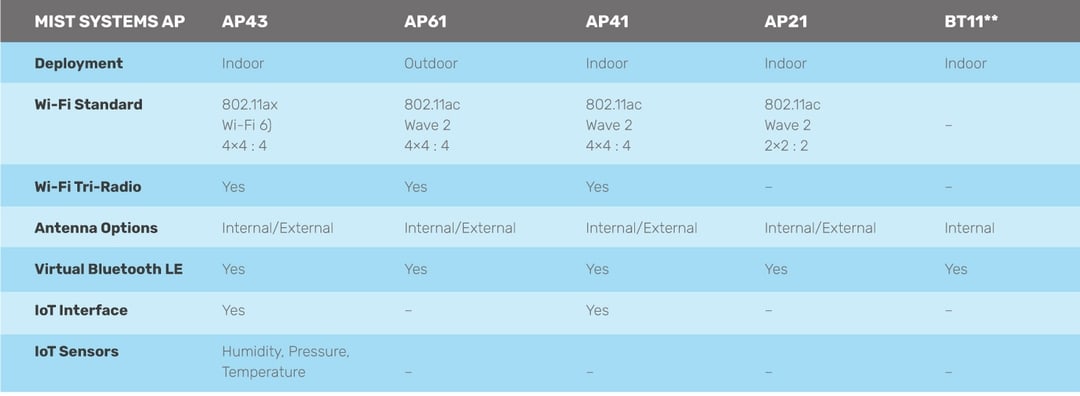 MIST SYSTEMS AP AP43 AP61 AP41 AP21 BT11**
Deployment Indoor Outdoor Indoor Indoor Indoor
Wi-Fi Standard 802.11ax 802.11ac 802.11ac 802.11ac
Wi-Fi 6) Wave 2 Wave 2 Wave 2 –
4×4 : 4 4×4 : 4 4×4 : 4 2×2 : 2
Wi-Fi Tri-Radio Yes Yes Yes – –
Antenna Options Internal/External Internal/External Internal/External Internal/External Internal
Virtual Bluetooth LE Yes Yes Yes Yes Yes
IoT Interface Yes – Yes – –
IoT Sensors Humidity, Pressure,
Temperature – – – –